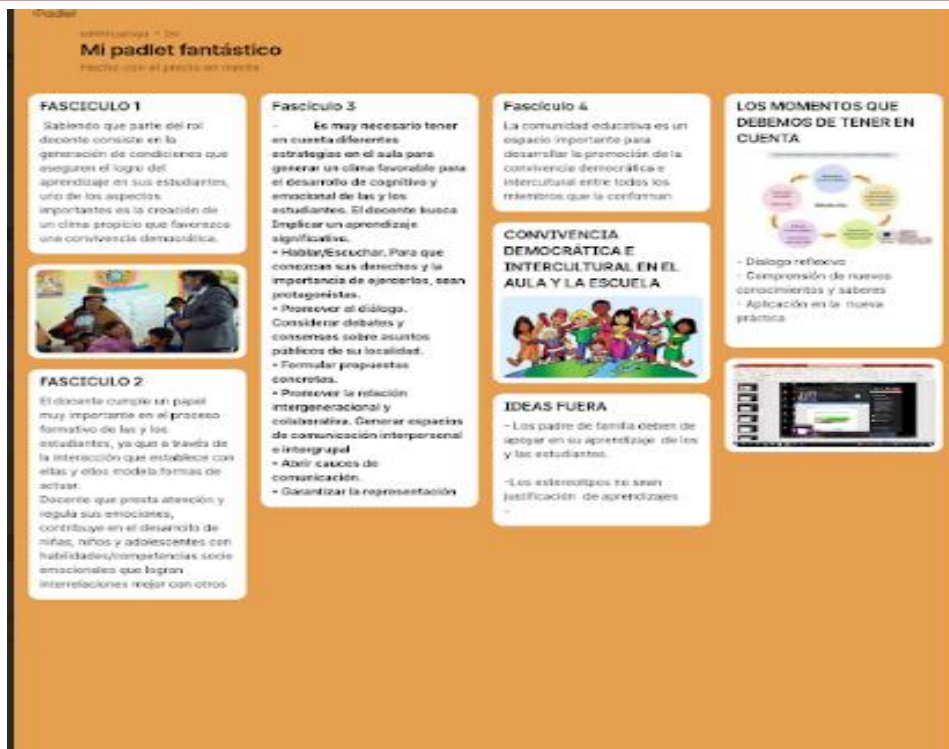 Padlet
Mi padlet fantástico
Hecho con el precio en mente
FASCICULO 1
Sabiendo que parte del rol
docente consiste en la
generación de condiciones que
aseguren el logro del
aprendizaje en sus estudiantes,
uno de los aspectos
importantes es la creación de
un clima propicio que favorezca
una convivencia democrática.
FASCICULO 2
El docente cumple un papel
muy importante en el proceso
formativo de las y los
estudiantes, ya que a través de
la interacción que establece con
ellas y ellos modela formas de
actuar.
Docente que presta atención y
regula sus emociones,
contribuye en el desarrollo de
niñas, niños y adolescentes con
habilidades/competencias socio
emocionales que logran
interrelaciones mejor con otros
Fascículo 3
- Es muy necesario tener
en cuenta diferentes
estrategias en el aula para
generar un clima favorable para
el desarrollo de cognitivo y
emocional de las y los
estudiantes. El docente busca
Implicar un aprendizaje
significativo.
• Hablar/Escuchar. Para que
conozcan sus derechos y la
importancia de ejercerlos, sean
protagonistas.
• Promover el diálogo.
Considerar debates y
consensos sobre asuntos
públicos de su localidad.
• Formular propuestas
concretas.
• Promover la relación
intergeneracional y
colaborativa. Generar espacios
de comunicación interpersonal
e intergrupal
• Abrir cauces de
comunicación.
• Garantizar la representación
Fascículo 4
La comunidad educativa es un
espacio importante para
desarrollar la promoción de la
convivencia democrática e
intercultural entre todos los
miembros que la conforman
CONVIVENCIA
DEMOCRÁTICA E
INTERCULTURAL EN EL
AULA Y LA ESCUELA
IDEAS FUERA
- Los padre de familia deben de
apoyar en su aprendizaje de los
y las estudiantes.
-Los estereotipos no sean
justificación de aprendizajes
-
LOS MOMENTOS QUE
DEBEMOS DE TENER EN
CUENTA
- Dialogo reflexivo
- Comprensión de nuevos
conocimientos y saberes
- Aplicación en la nueva
práctica